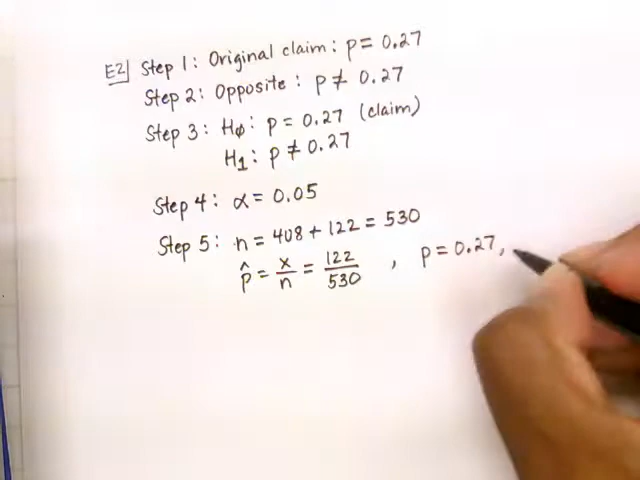 E2 Step 1: Original claim: p = 0.27
Step 2: Opposite: p ≠ 0.27
Step 3: Hφ: p = 0.27 (claim)
H1: p ≠ 0.27
Step 4: α = 0.05
Step 5: n = 408 + 122 = 530
p̂ = x/n = 122/530 , p = 0.27,